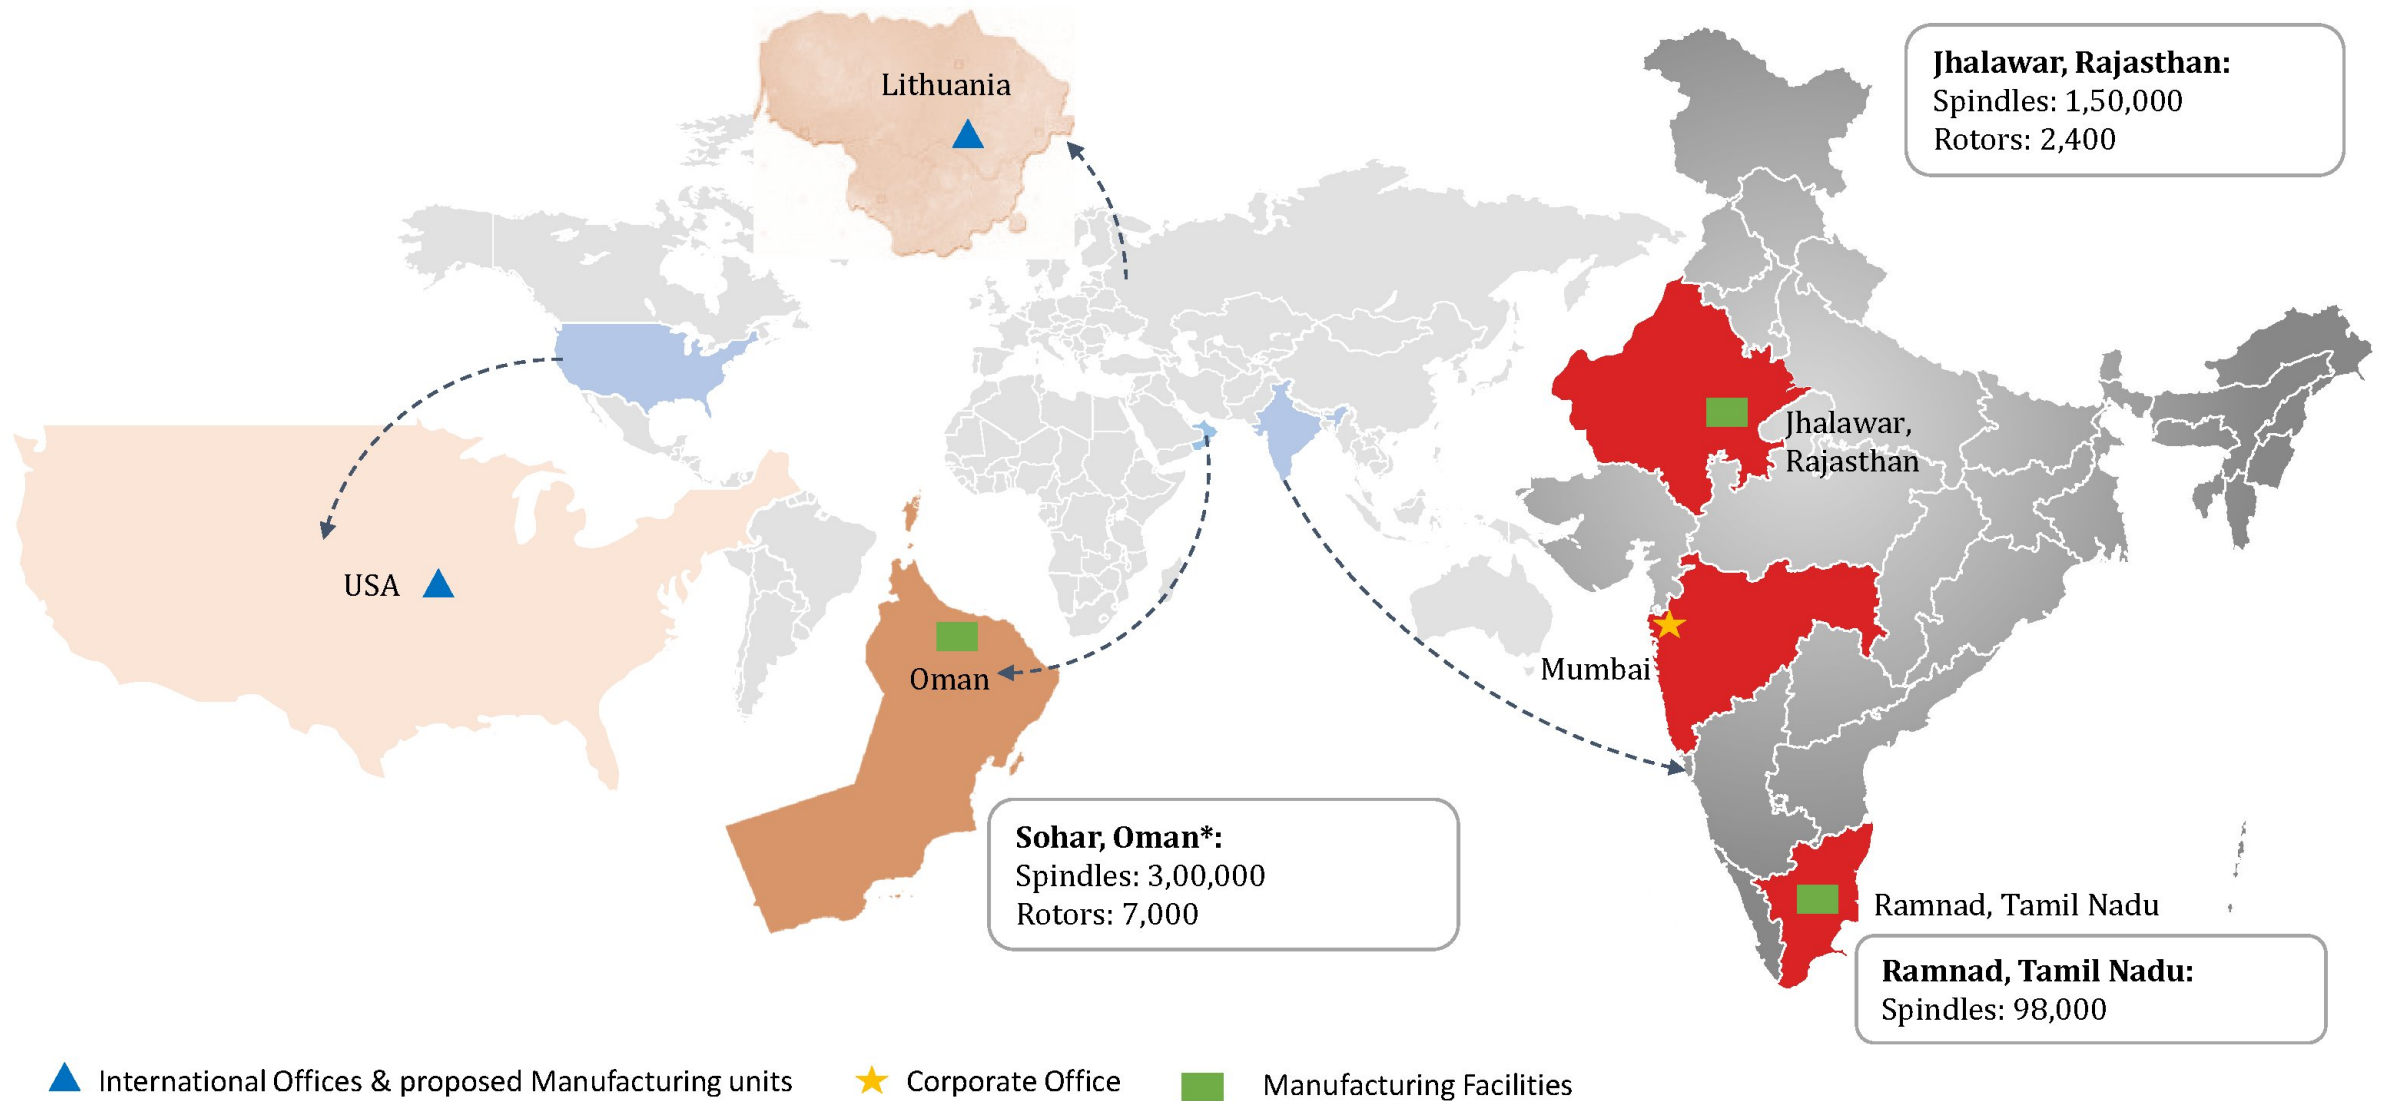 Lithuania
Jhalawar, Rajasthan:
Spindles: 1,50,000
Rotors: 2,400
Jhalawar,
Rajasthan
USA
Oman
Mumbai
Sohar, Oman*:
Spindles: 3,00,000
Rotors: 7,000
Ramnad, Tamil Nadu
Ramnad, Tamil Nadu:
Spindles: 98,000
International Offices & proposed Manufacturing units
Corporate Office
Manufacturing Facilities